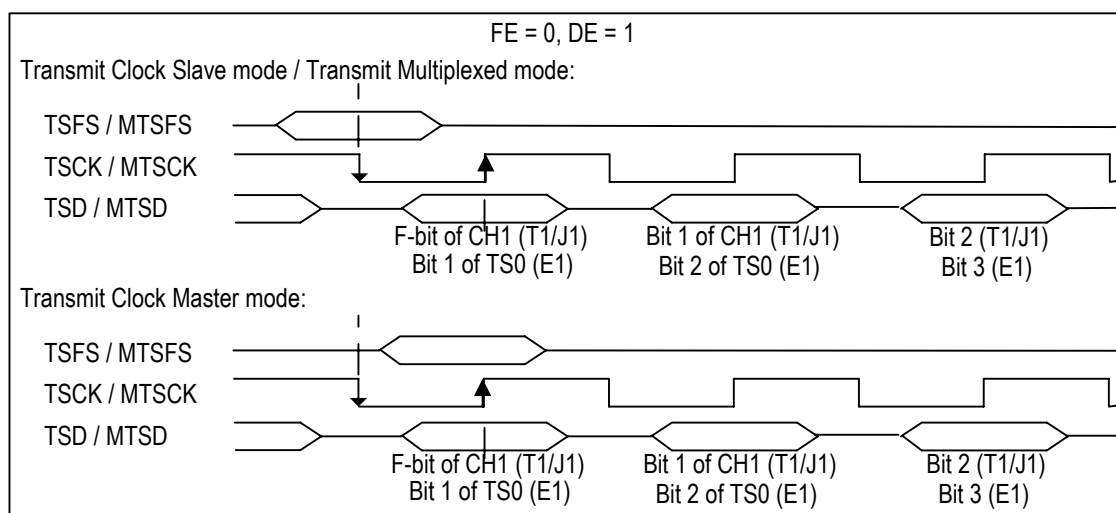 FE = 0, DE = 1
Transmit Clock Slave mode / Transmit Multiplexed mode:
TSFS / MTSFS
TSCK / MTSCK
TSD / MTSD
F-bit of CH1 (T1/J1) Bit 1 of CH1 (T1/J1) Bit 2 (T1/J1)
Bit 1 of TS0 (E1) Bit 2 of TS0 (E1) Bit 3 (E1)
Transmit Clock Master mode:
TSFS / MTSFS
TSCK / MTSCK
TSD / MTSD
F-bit of CH1 (T1/J1) Bit 1 of CH1 (T1/J1) Bit 2 (T1/J1)
Bit 1 of TS0 (E1) Bit 2 of TS0 (E1) Bit 3 (E1)